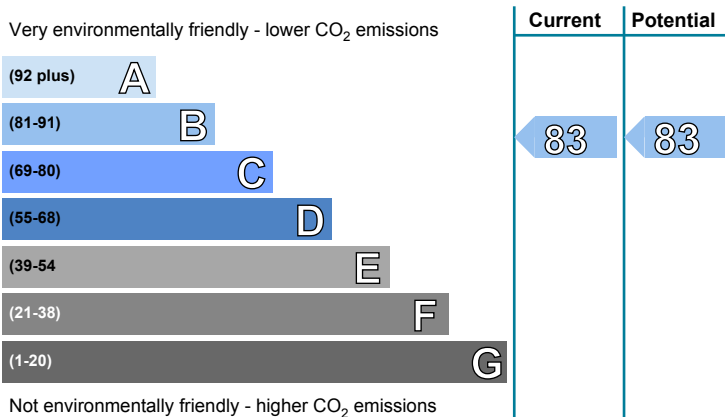 Very environmentally friendly - lower CO2 emissions
Current
Potential
(92 plus) A
(81-91) B
83
83
(69-80) C
(55-68) D
(39-54 E
(21-38) F
(1-20) G
Not environmentally friendly - higher CO2 emissions